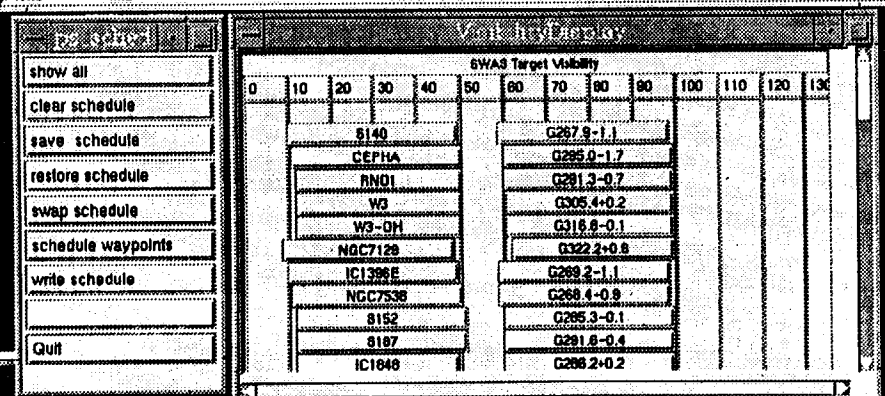 SWAS Target Visibility
show all
clear schedule
save schedule
restore schedule
swap schedule
schedule waypoints
write schedule
Quit
0 10 20 30 40 50 60 70 80 90 100 110 120 130
S140 G267.9-1.1
CEPHA G285.0-1.7
RNO1 G291.3-0.7
W3 G305.4+0.2
W3-OH G316.8-0.1
NGC7129 G322.2+0.6
IC1396E G269.2-1.1
NGC7538 G268.4-0.9
S152 G285.3-0.1
S187 G291.6-0.4
IC1848 G286.2+0.2